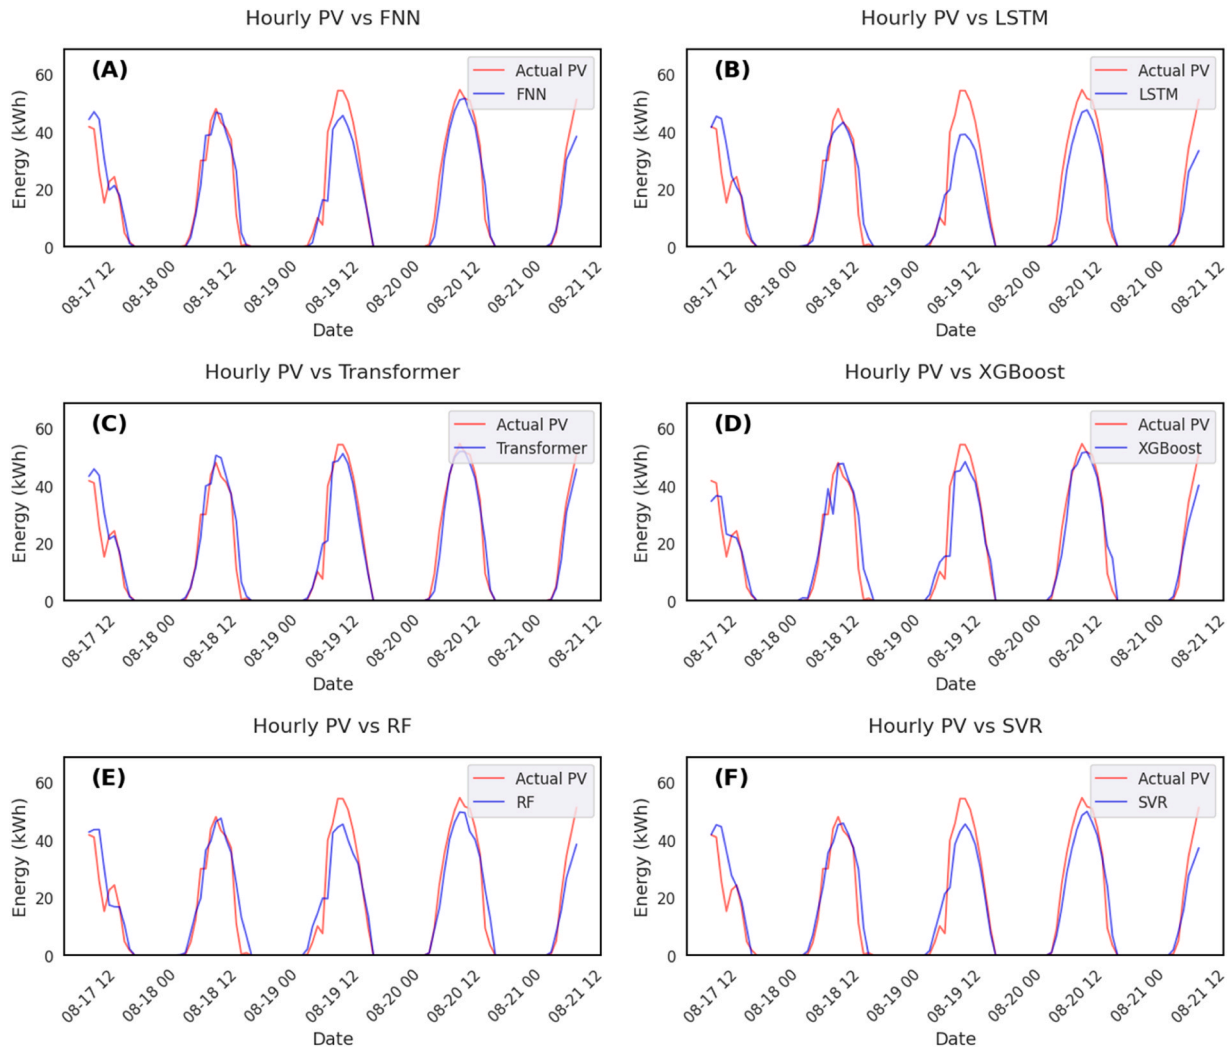 Hourly PV vs FNN
(A)
Actual PV
FNN
Energy (kWh)
60
40
20
0
08-17 12
08-18 00
08-18 12
08-19 00
08-19 12
08-20 00
08-20 12
08-21 00
08-21 12
Date
Hourly PV vs LSTM
(B)
Actual PV
LSTM
Energy (kWh)
60
40
20
0
08-17 12
08-18 00
08-18 12
08-19 00
08-19 12
08-20 00
08-20 12
08-21 00
08-21 12
Date
Hourly PV vs Transformer
(C)
Actual PV
Transformer
Energy (kWh)
60
40
20
0
08-17 12
08-18 00
08-18 12
08-19 00
08-19 12
08-20 00
08-20 12
08-21 00
08-21 12
Date
Hourly PV vs XGBoost
(D)
Actual PV
XGBoost
Energy (kWh)
60
40
20
0
08-17 12
08-18 00
08-18 12
08-19 00
08-19 12
08-20 00
08-20 12
08-21 00
08-21 12
Date
Hourly PV vs RF
(E)
Actual PV
RF
Energy (kWh)
60
40
20
0
08-17 12
08-18 00
08-18 12
08-19 00
08-19 12
08-20 00
08-20 12
08-21 00
08-21 12
Date
Hourly PV vs SVR
(F)
Actual PV
SVR
Energy (kWh)
60
40
20
0
08-17 12
08-18 00
08-18 12
08-19 00
08-19 12
08-20 00
08-20 12
08-21 00
08-21 12
Date